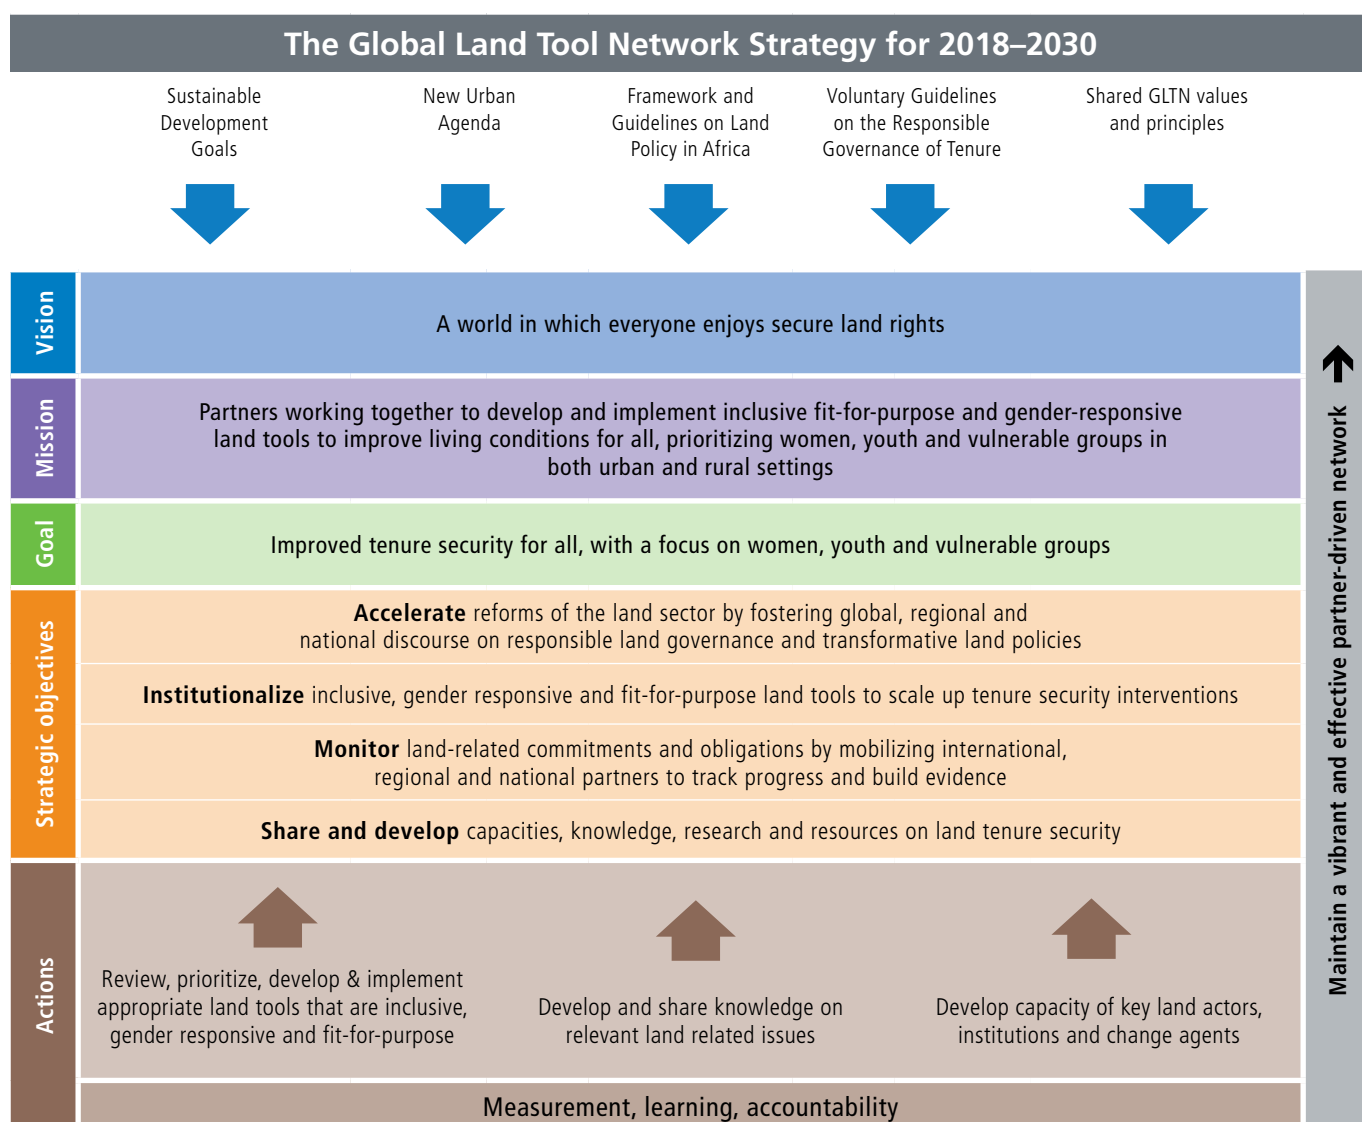 The Global Land Tool Network Strategy for 2018–2030
Sustainable
Development
Goals
New Urban
Agenda
Framework and
Guidelines on Land
Policy in Africa
Voluntary Guidelines
on the Responsible
Governance of Tenure
Shared GLTN values
and principles
Vision
A world in which everyone enjoys secure land rights
Mission
Partners working together to develop and implement inclusive fit-for-purpose and gender-responsive
land tools to improve living conditions for all, prioritizing women, youth and vulnerable groups in
both urban and rural settings
Goal
Improved tenure security for all, with a focus on women, youth and vulnerable groups
Strategic objectives
Accelerate reforms of the land sector by fostering global, regional and
national discourse on responsible land governance and transformative land policies
Institutionalize inclusive, gender responsive and fit-for-purpose land tools to scale up tenure security interventions
Monitor land-related commitments and obligations by mobilizing international,
regional and national partners to track progress and build evidence
Share and develop capacities, knowledge, research and resources on land tenure security
Actions
Review, prioritize, develop & implement
appropriate land tools that are inclusive,
gender responsive and fit-for-purpose
Develop and share knowledge on
relevant land related issues
Develop capacity of key land actors,
institutions and change agents
Measurement, learning, accountability
Maintain a vibrant and effective partner-driven network